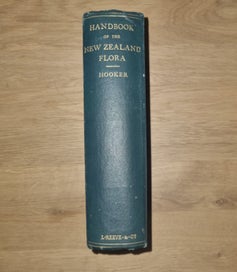 HANDBOOK
OF THE
NEW ZEALAND
FLORA
HOOKER
L. REEVE & Co